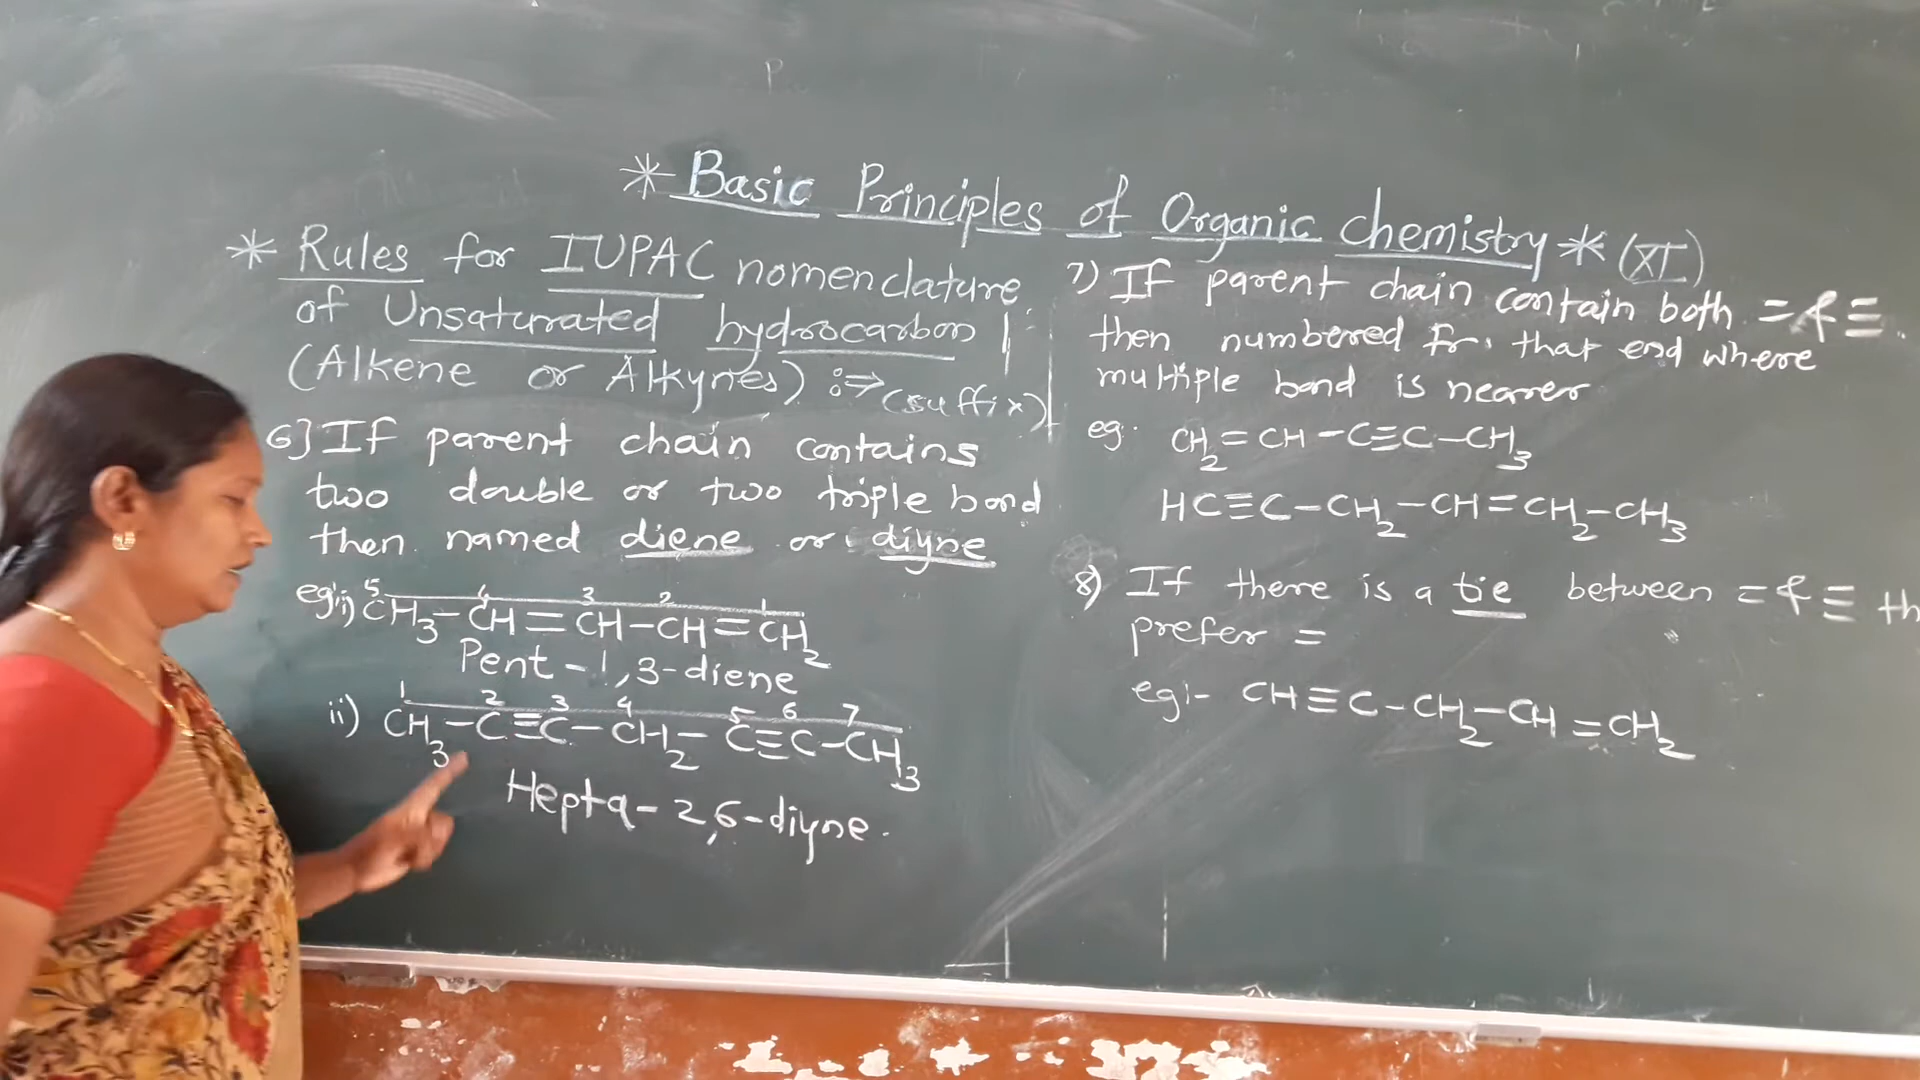 * Basic Principles of Organic chemistry * (XI)
* Rules for IUPAC nomenclature
of Unsaturated hydrocarbon
(Alkene or Alkynes) :⇒ (suffix)
6] If parent chain contains
two double or two triple bond
then named diene or diyne
eg:- i) CH₃-CH=CH-CH=CH₂
5 4 3 2 1
Pent-1,3-diene
1 2 3 4 5 6 7
ii) CH₃-C≡C-CH₂-C≡C-CH₃
Hepta-2,6-diyne.
7) If parent chain contain both = & ≡
then numbered fr. that end where
multiple bond is nearer
eg. CH₂=CH-C≡C-CH₃
HC≡C-CH₂-CH=CH₂-CH₃
8) If there is a tie between = & ≡ th
prefer =
eg:- CH≡C-CH₂-CH=CH₂
P